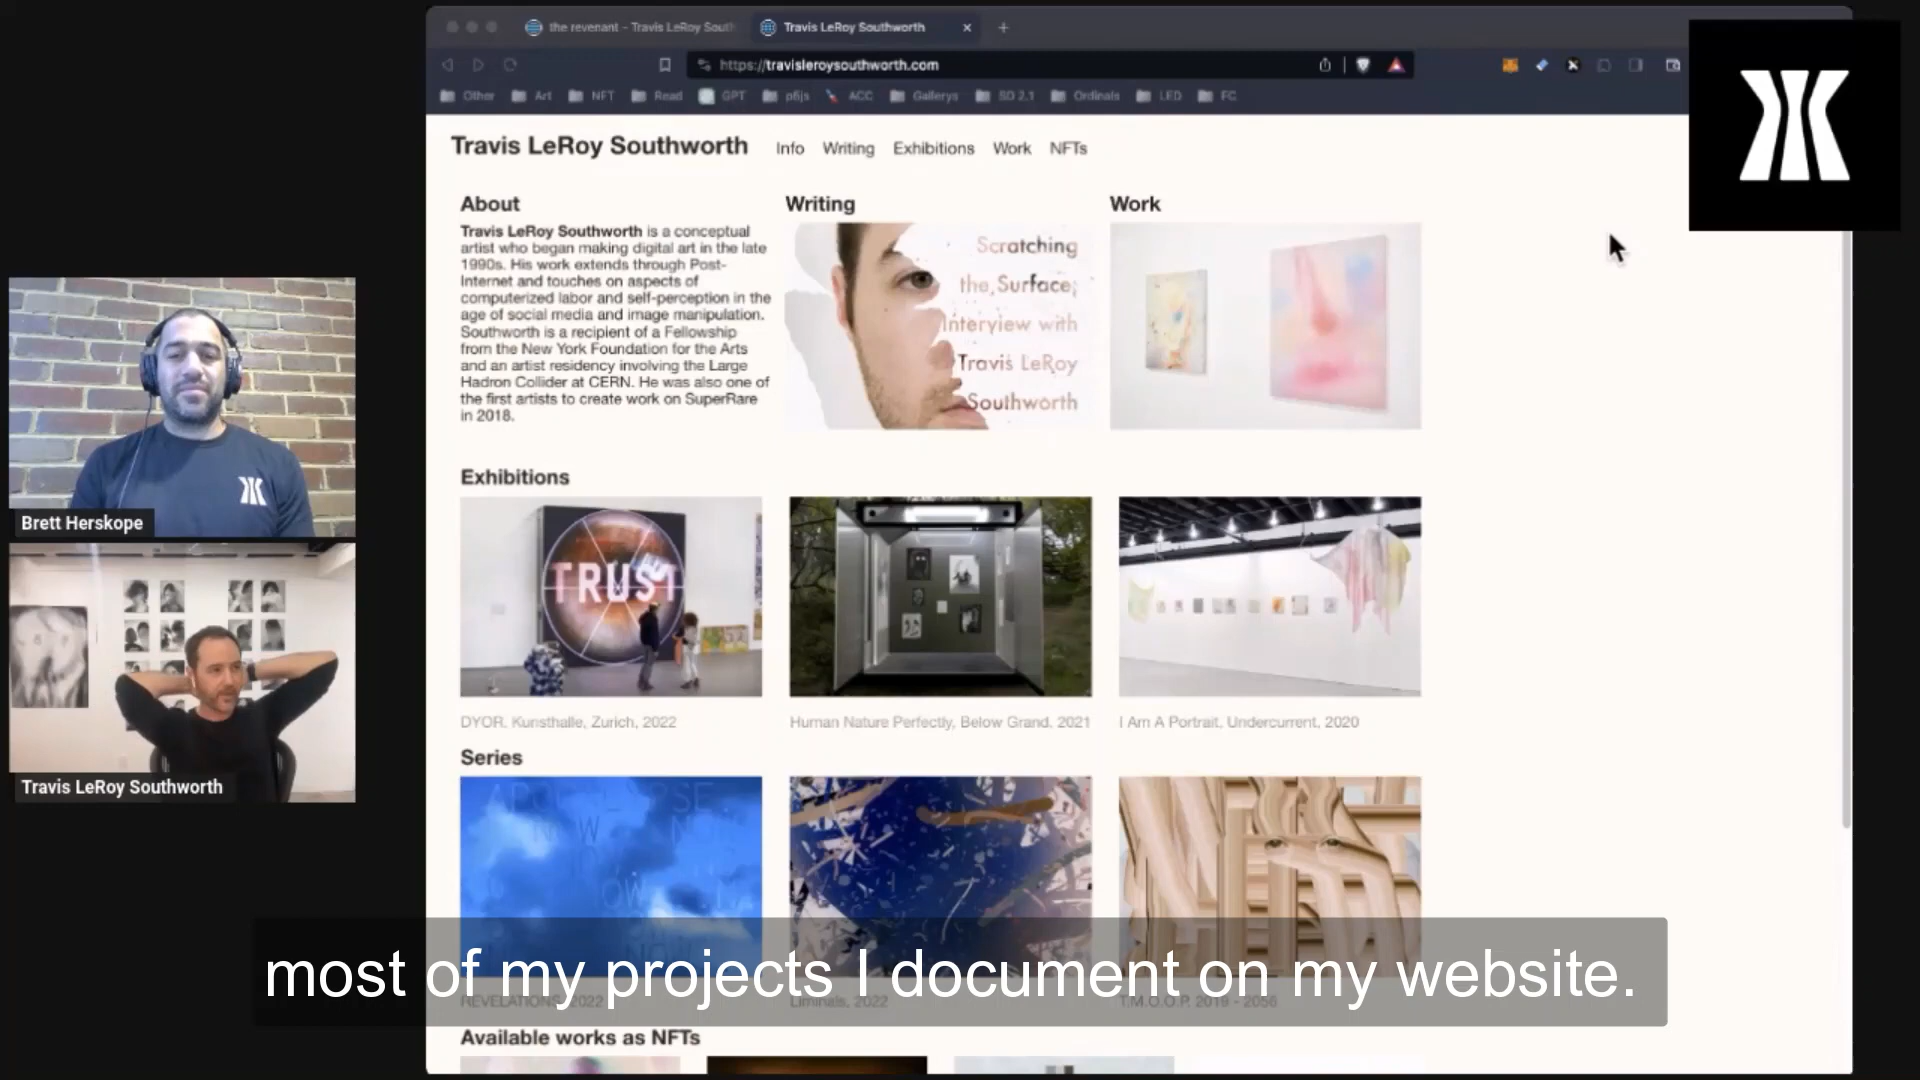 the revenant - Travis LeRoy South
Travis LeRoy Southworth
https://travisleroysouthworth.com
Other
Art
NFT
Read
GPT
p5js
ACC
Gallerys
SD 2.1
Ordinals
LED
FC
Travis LeRoy Southworth
Info
Writing
Exhibitions
Work
NFTs
About
Travis LeRoy Southworth is a conceptual
artist who began making digital art in the late
1990s. His work extends through Post-
Internet and touches on aspects of
computerized labor and self-perception in the
age of social media and image manipulation.
Southworth is a recipient of a Fellowship
from the New York Foundation for the Arts
and an artist residency involving the Large
Hadron Collider at CERN. He was also one of
the first artists to create work on SuperRare
in 2018.
Writing
Scratching
the Surface;
Interview with
Travis LeRoy
Southworth
Work
Exhibitions
TRUST
DYOR, Kunsthalle, Zurich, 2022
Human Nature Perfectly, Below Grand, 2021
I Am A Portrait, Undercurrent, 2020
Series
REVELATIONS, 2022
Liminals, 2022
T.M.O.O.P. 2019 - 2056
Available works as NFTs
Brett Herskope
Travis LeRoy Southworth
most of my projects I document on my website.